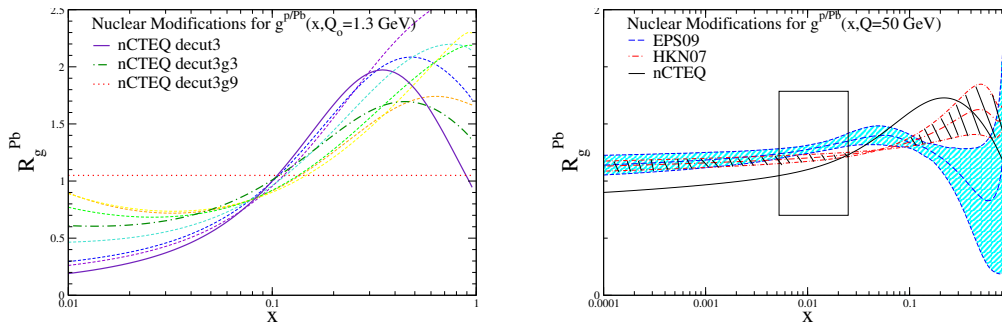 Nuclear Modifications for g^{p/Pb}(x,Q_o=1.3 GeV)
nCTEQ decut3
nCTEQ decut3g3
nCTEQ decut3g9
R_g^{Pb}
2.5
2
1.5
1
0.5
0
0.01
0.1
1
x
Nuclear Modifications for g^{p/Pb}(x,Q=50 GeV)
EPS09
HKN07
nCTEQ
R_g^{Pb}
2
1
0
0.0001
0.001
0.01
0.1
x